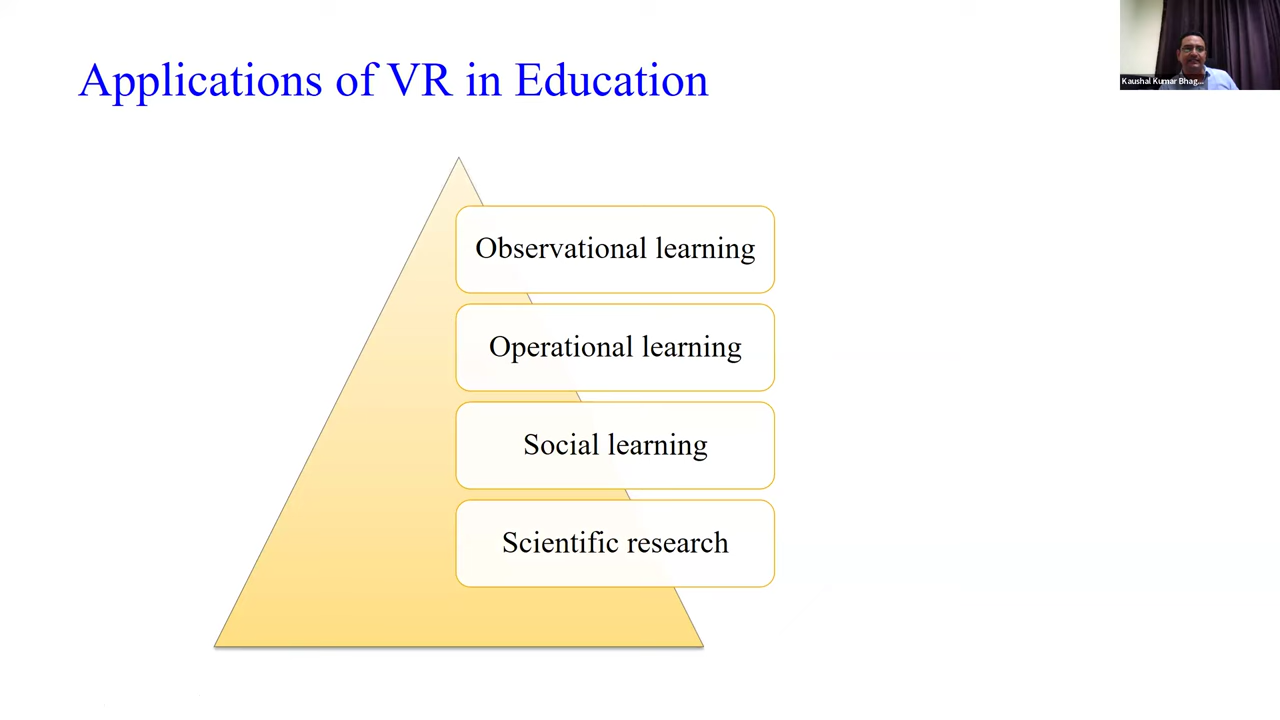 Applications of VR in Education
Kaushal Kumar Bhag...
Observational learning
Operational learning
Social learning
Scientific research